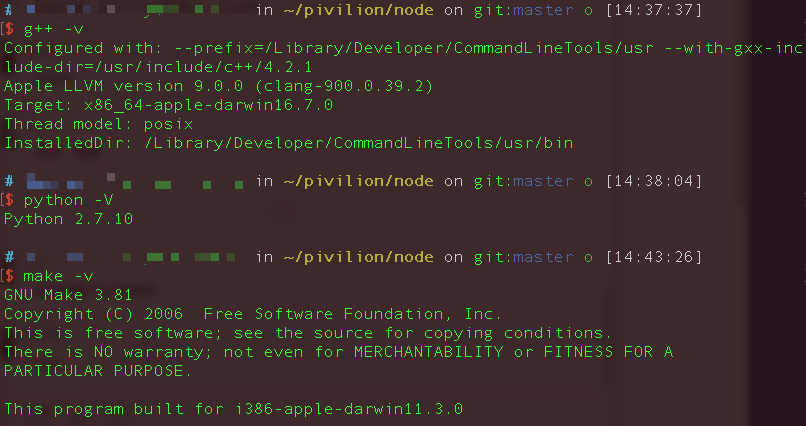 # in ~/pivilion/node on git:master o [14:37:37]
[$ g++ -v
Configured with: --prefix=/Library/Developer/CommandLineTools/usr --with-gxx-inc
lude-dir=/usr/include/c++/4.2.1
Apple LLVM version 9.0.0 (clang-900.0.39.2)
Target: x86_64-apple-darwin16.7.0
Thread model: posix
InstalledDir: /Library/Developer/CommandLineTools/usr/bin
# in ~/pivilion/node on git:master o [14:38:04]
[$ python -V
Python 2.7.10
# in ~/pivilion/node on git:master o [14:43:26]
[$ make -v
GNU Make 3.81
Copyright (C) 2006  Free Software Foundation, Inc.
This is free software; see the source for copying conditions.
There is NO warranty; not even for MERCHANTABILITY or FITNESS FOR A
PARTICULAR PURPOSE.
This program built for i386-apple-darwin11.3.0